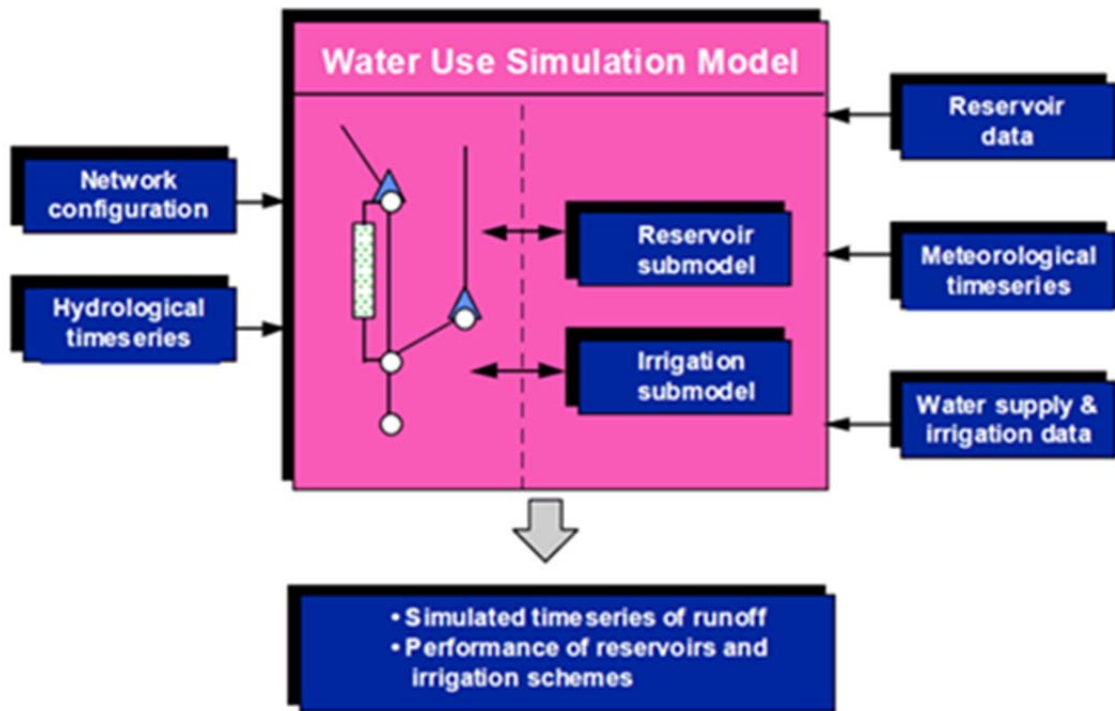 Water Use Simulation Model
Network
configuration
Hydrological
timeseries
Reservoir
submodel
Irrigation
submodel
Reservoir
data
Meteorological
timeseries
Water supply &
irrigation data
• Simulated timeseries of runoff
• Performance of reservoirs and
irrigation schemes